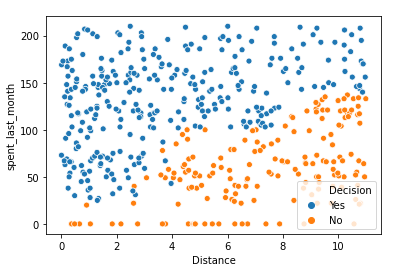 spent_last_month
200
150
100
50
0
0
2
4
6
8
10
Distance
Decision
Yes
No